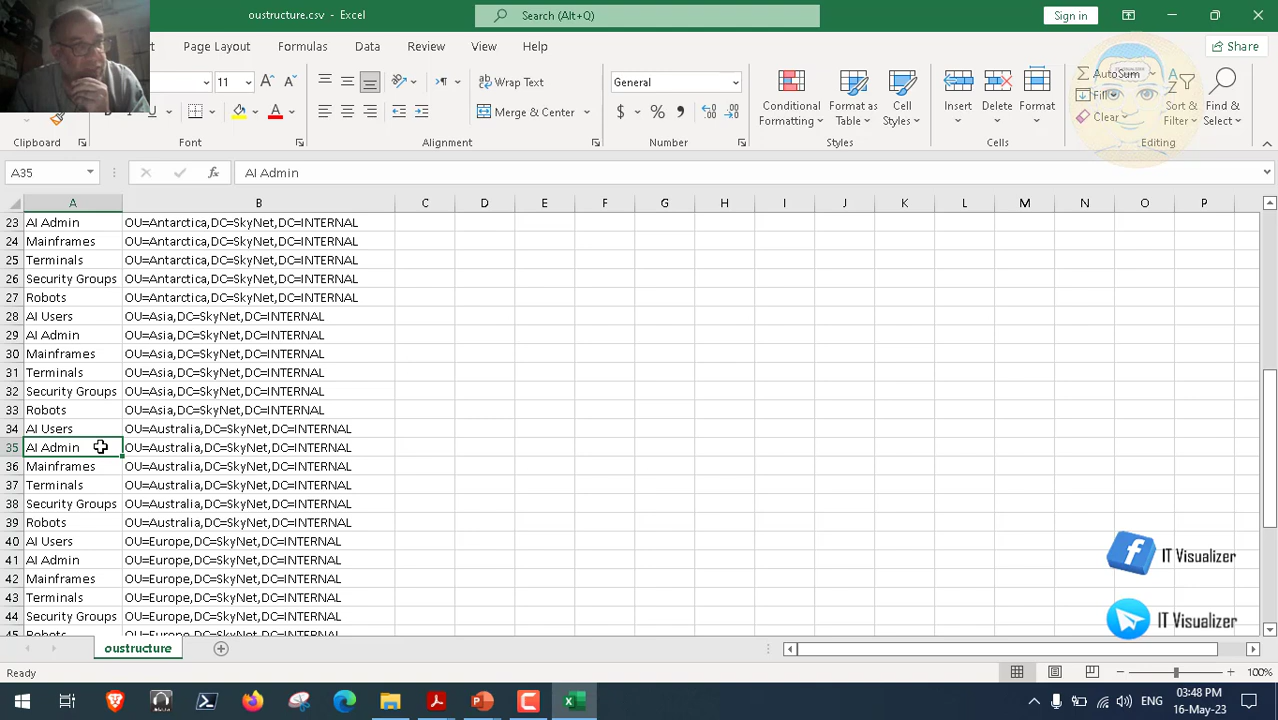 oustructure.csv - Excel
Search (Alt+Q)
Sign in
Page Layout Formulas Data Review View Help
Share
11
Wrap Text
General
Merge & Center
Conditional Formatting
Format as Table
Cell Styles
Insert
Delete
Format
AutoSum
Fill
Clear
Sort & Filter
Find & Select
Clipboard
Font
Alignment
Number
Styles
Cells
Editing
A35
fx
AI Admin
A B C D E F G H I J K L M N O P
23 AI Admin OU=Antarctica,DC=SkyNet,DC=INTERNAL
24 Mainframes OU=Antarctica,DC=SkyNet,DC=INTERNAL
25 Terminals OU=Antarctica,DC=SkyNet,DC=INTERNAL
26 Security Groups OU=Antarctica,DC=SkyNet,DC=INTERNAL
27 Robots OU=Antarctica,DC=SkyNet,DC=INTERNAL
28 AI Users OU=Asia,DC=SkyNet,DC=INTERNAL
29 AI Admin OU=Asia,DC=SkyNet,DC=INTERNAL
30 Mainframes OU=Asia,DC=SkyNet,DC=INTERNAL
31 Terminals OU=Asia,DC=SkyNet,DC=INTERNAL
32 Security Groups OU=Asia,DC=SkyNet,DC=INTERNAL
33 Robots OU=Asia,DC=SkyNet,DC=INTERNAL
34 AI Users OU=Australia,DC=SkyNet,DC=INTERNAL
35 AI Admin OU=Australia,DC=SkyNet,DC=INTERNAL
36 Mainframes OU=Australia,DC=SkyNet,DC=INTERNAL
37 Terminals OU=Australia,DC=SkyNet,DC=INTERNAL
38 Security Groups OU=Australia,DC=SkyNet,DC=INTERNAL
39 Robots OU=Australia,DC=SkyNet,DC=INTERNAL
40 AI Users OU=Europe,DC=SkyNet,DC=INTERNAL
41 AI Admin OU=Europe,DC=SkyNet,DC=INTERNAL
42 Mainframes OU=Europe,DC=SkyNet,DC=INTERNAL
43 Terminals OU=Europe,DC=SkyNet,DC=INTERNAL
44 Security Groups OU=Europe,DC=SkyNet,DC=INTERNAL
45 Robots OU=Europe,DC=SkyNet,DC=INTERNAL
IT Visualizer
IT Visualizer
oustructure
Ready
100%
ENG
03:48 PM
16-May-23